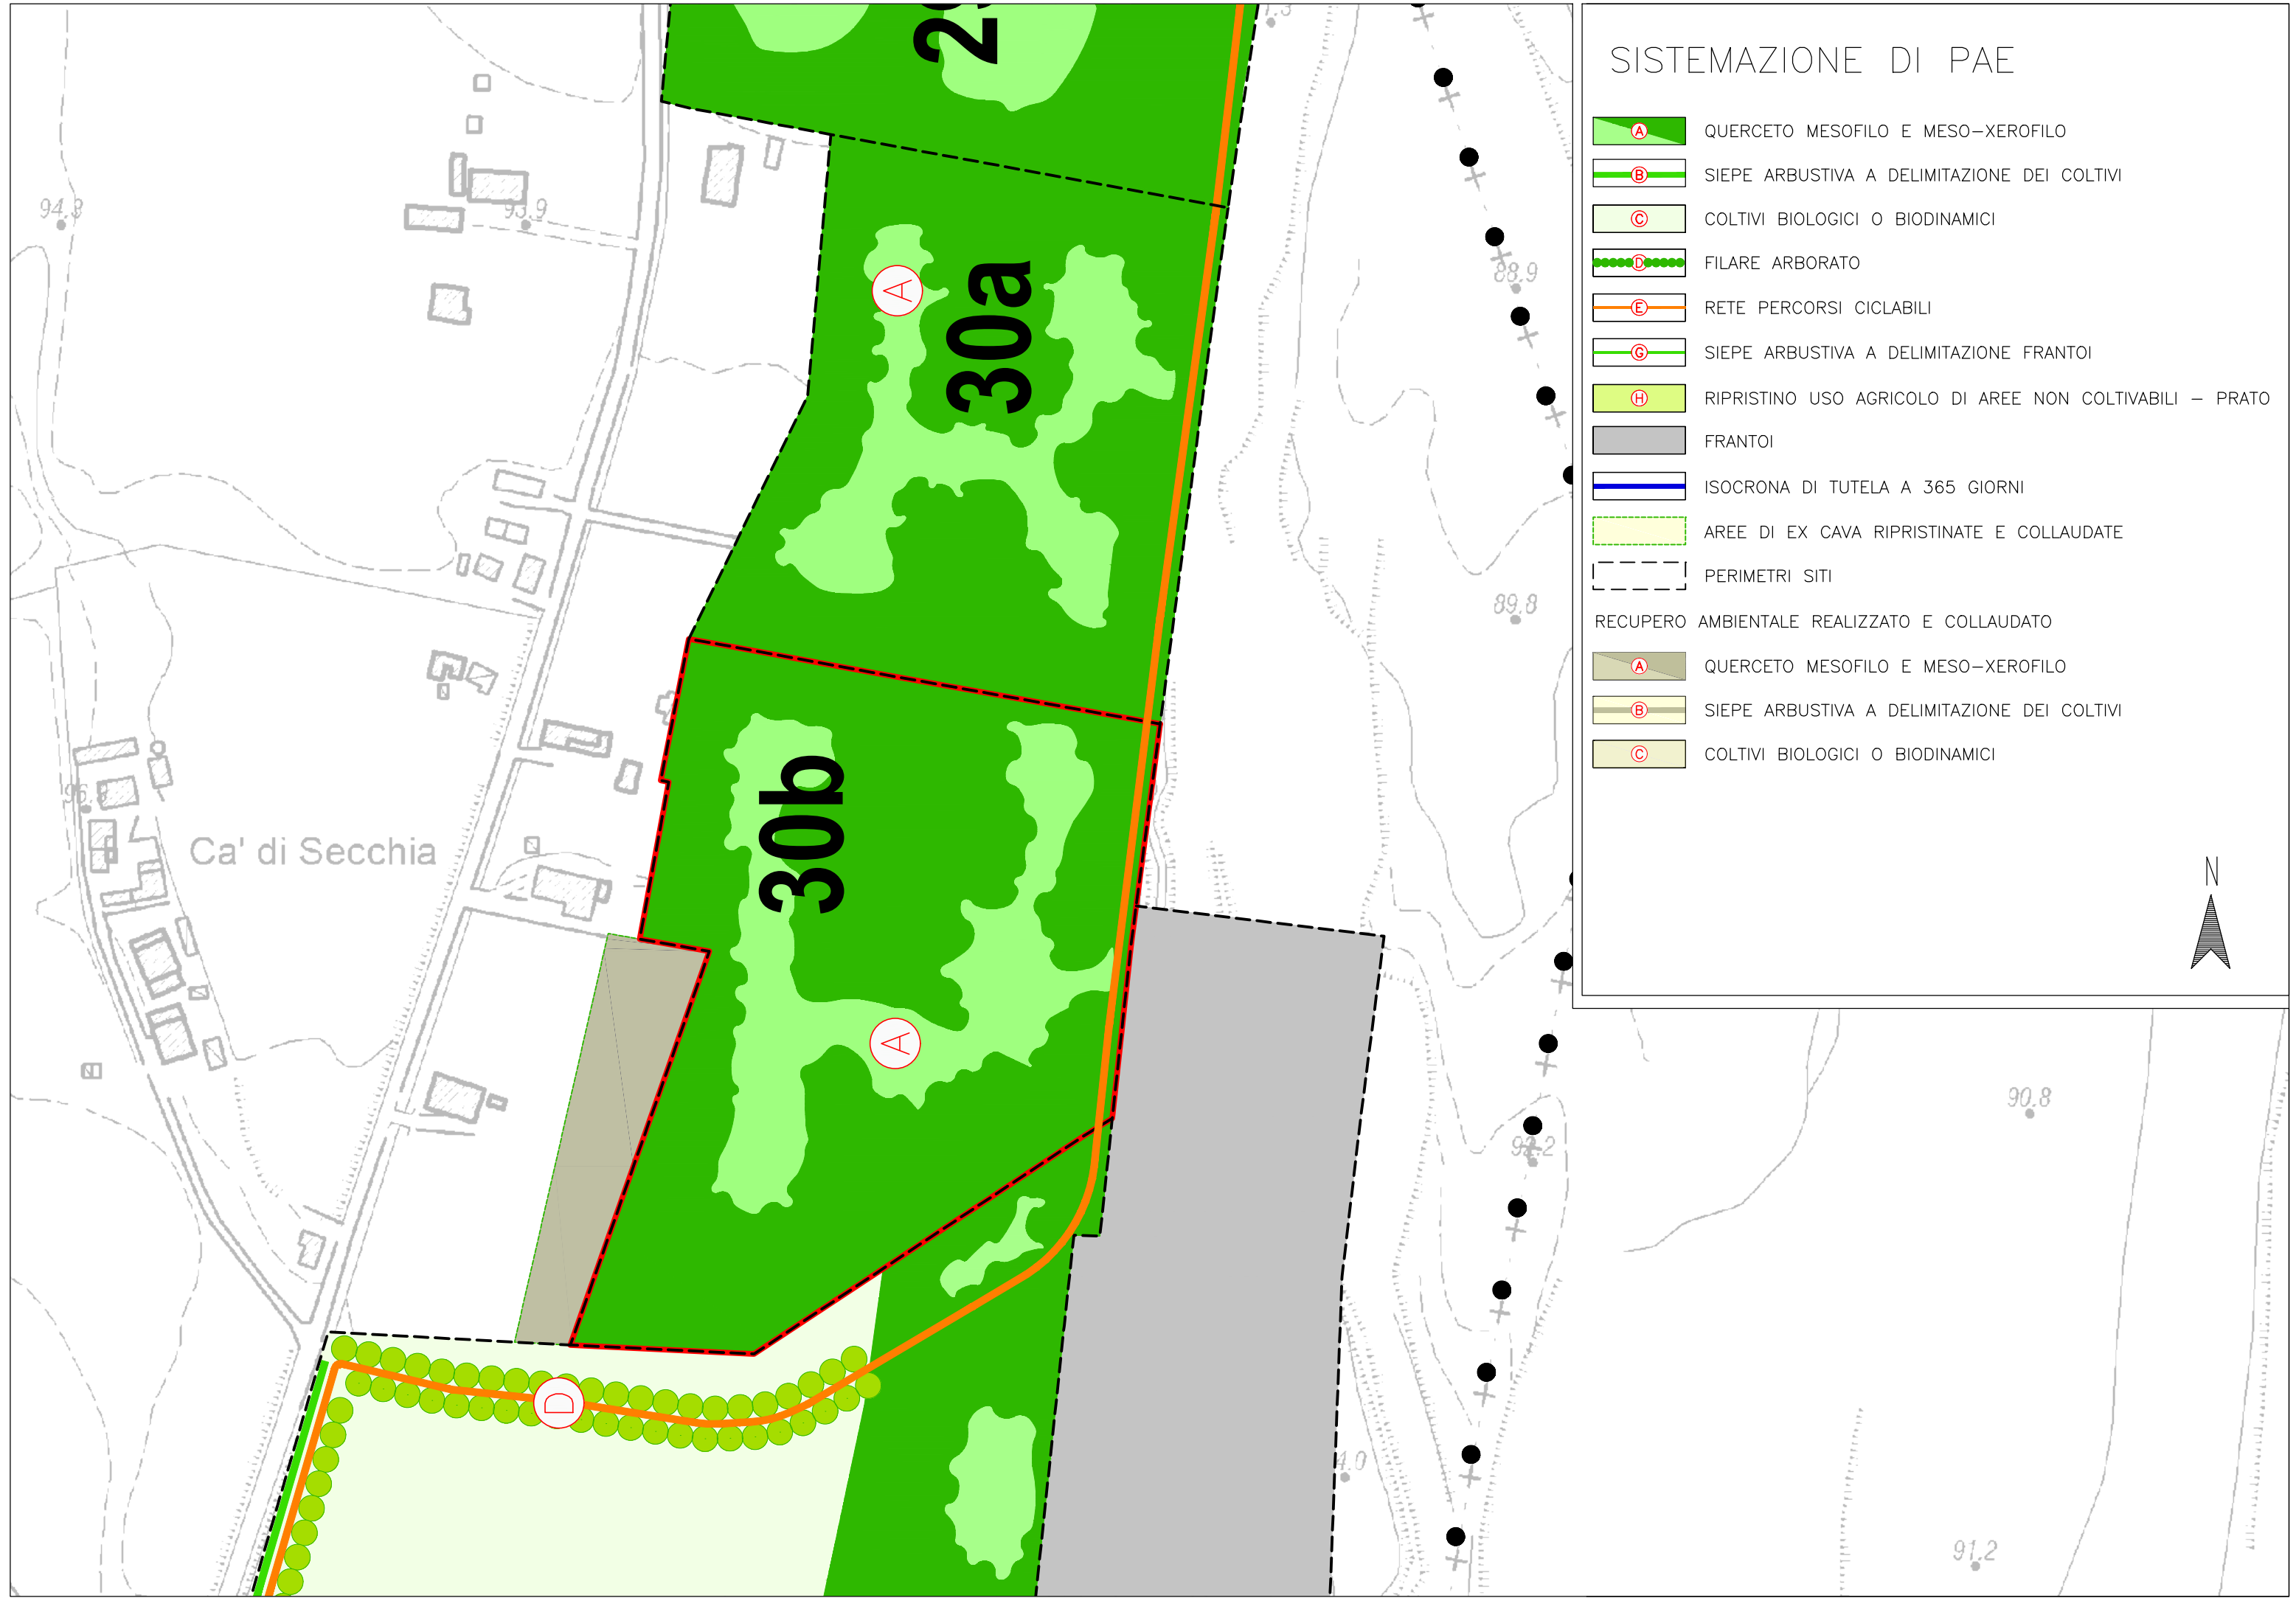 SISTEMAZIONE DI PAE
A QUERCETO MESOFILO E MESO-XEROFILO
B SIEPE ARBUSTIVA A DELIMITAZIONE DEI COLTIVI
C COLTIVI BIOLOGICI O BIODINAMICI
D FILARE ARBORATO
E RETE PERCORSI CICLABILI
G SIEPE ARBUSTIVA A DELIMITAZIONE FRANTOI
H RIPRISTINO USO AGRICOLO DI AREE NON COLTIVABILI - PRATO
FRANTOI
ISOCRONA DI TUTELA A 365 GIORNI
AREE DI EX CAVA RIPRISTINATE E COLLAUDATE
PERIMETRI SITI
RECUPERO AMBIENTALE REALIZZATO E COLLAUDATO
A QUERCETO MESOFILO E MESO-XEROFILO
B SIEPE ARBUSTIVA A DELIMITAZIONE DEI COLTIVI
C COLTIVI BIOLOGICI O BIODINAMICI
N
94.3
93.9
88.9
A
30a
89.8
30b
Ca' di Secchia
A
90.8
92.2
D
91.2